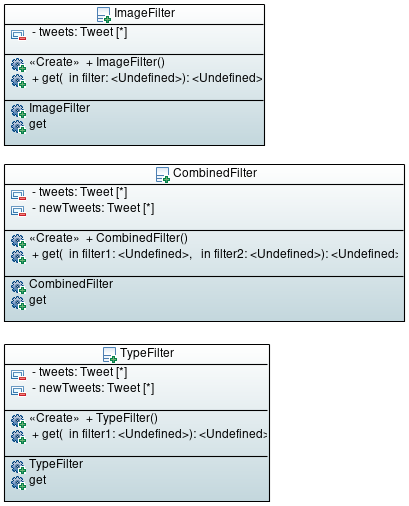 ImageFilter
- tweets: Tweet [*]
«Create» + ImageFilter()
+ get( in filter: <Undefined>): <Undefined>
ImageFilter
get
CombinedFilter
- tweets: Tweet [*]
- newTweets: Tweet [*]
«Create» + CombinedFilter()
+ get( in filter1: <Undefined>, in filter2: <Undefined>): <Undefined>
CombinedFilter
get
TypeFilter
- tweets: Tweet [*]
- newTweets: Tweet [*]
«Create» + TypeFilter()
+ get( in filter1: <Undefined>): <Undefined>
TypeFilter
get